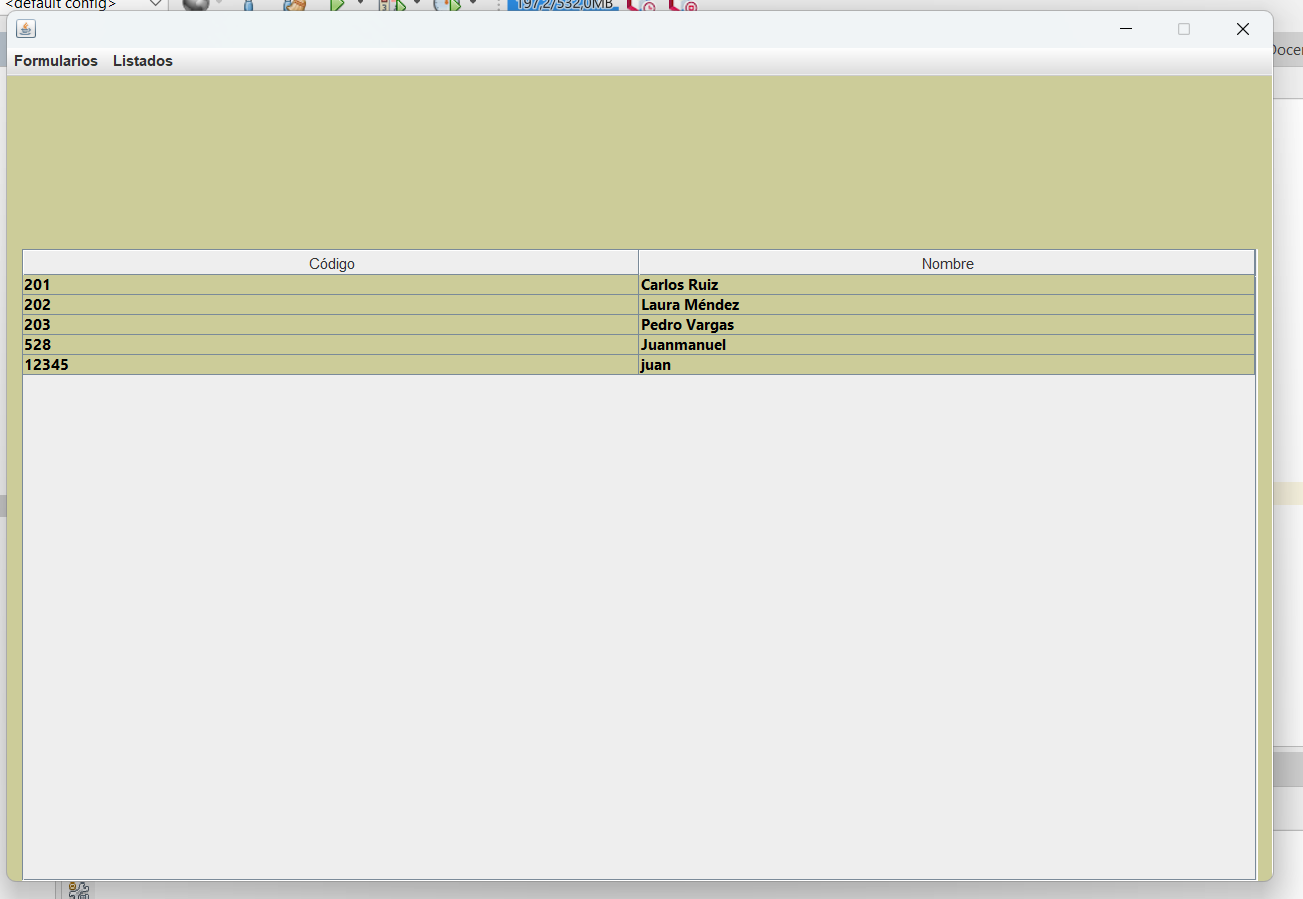 <default config>
197,2/532,0MB
Formularios Listados
Código Nombre
201 Carlos Ruiz
202 Laura Méndez
203 Pedro Vargas
528 Juanmanuel
12345 juan